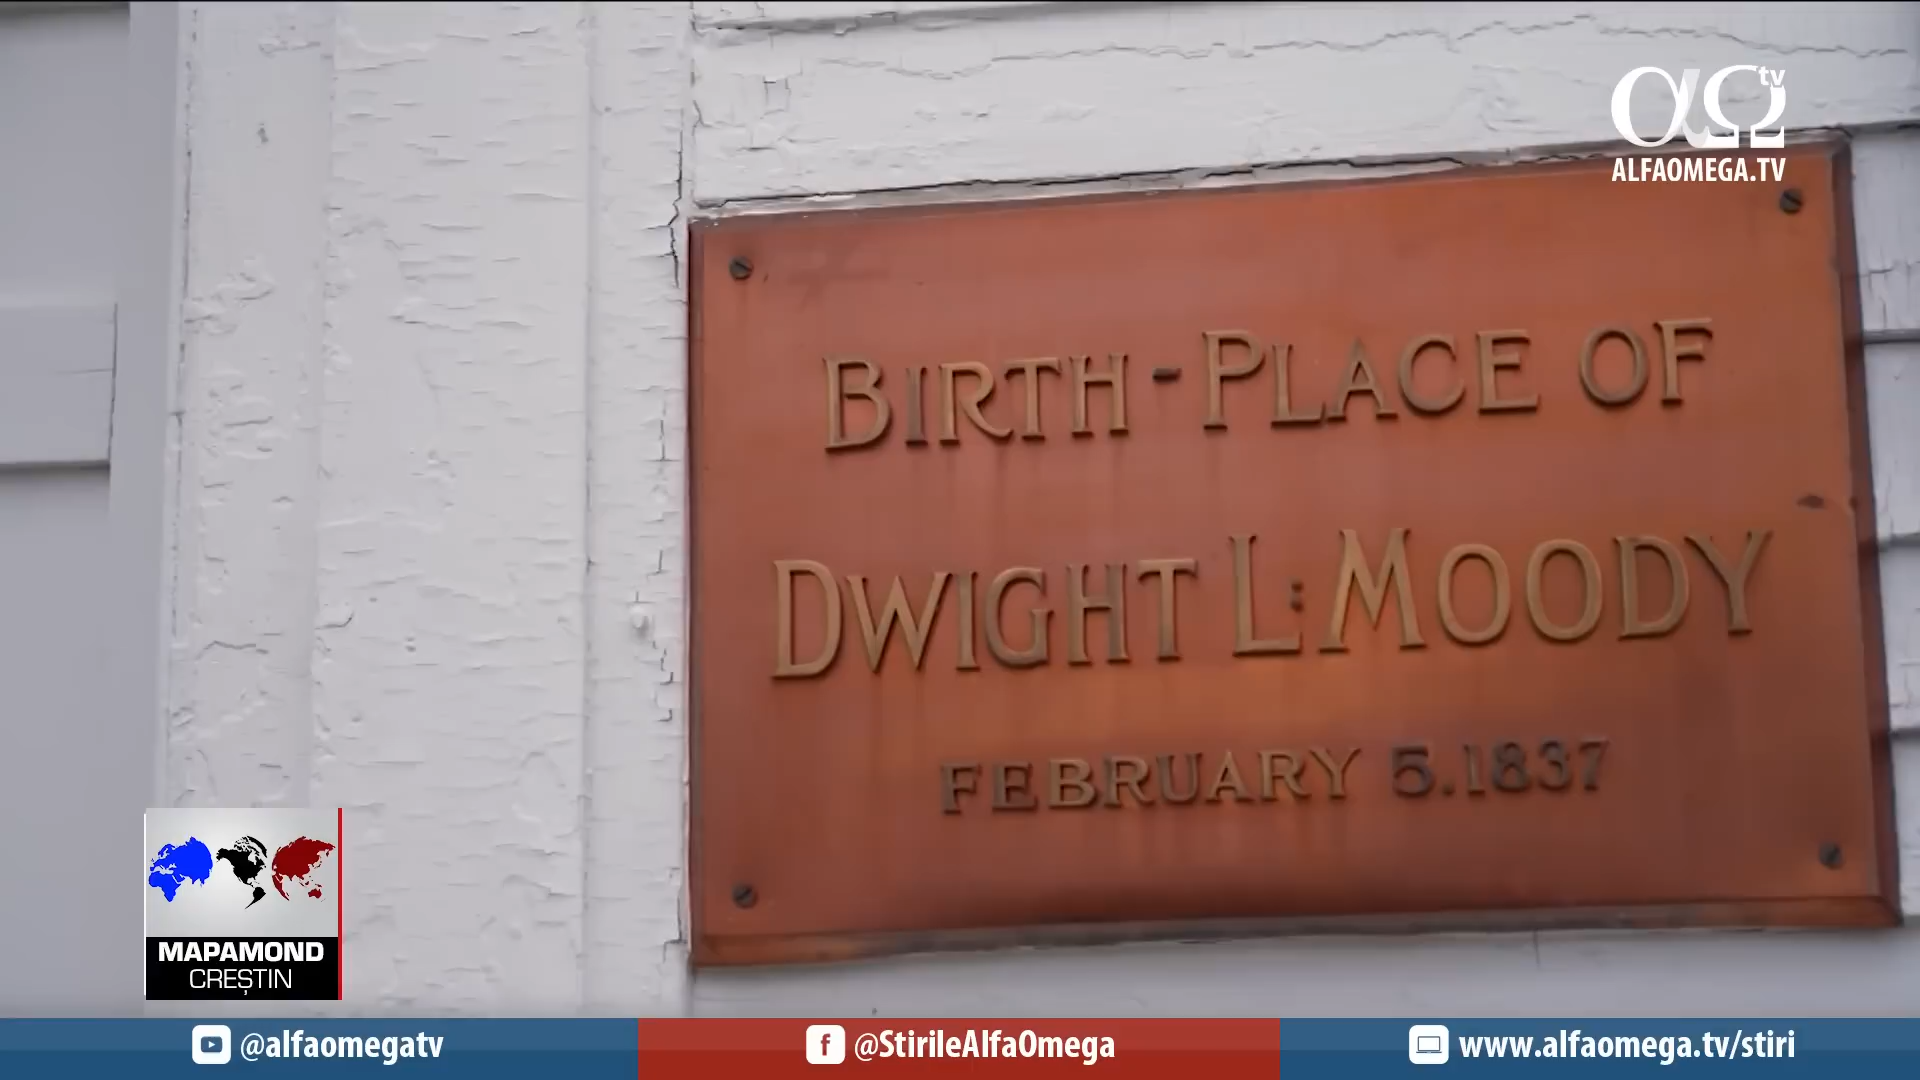 tv
ALFAOMEGA.TV
BIRTH-PLACE OF
DWIGHT L: MOODY
FEBRUARY 5.1837
MAPAMOND
CREȘTIN
@alfaomegatv
@StirileAlfaOmega
www.alfaomega.tv/stiri